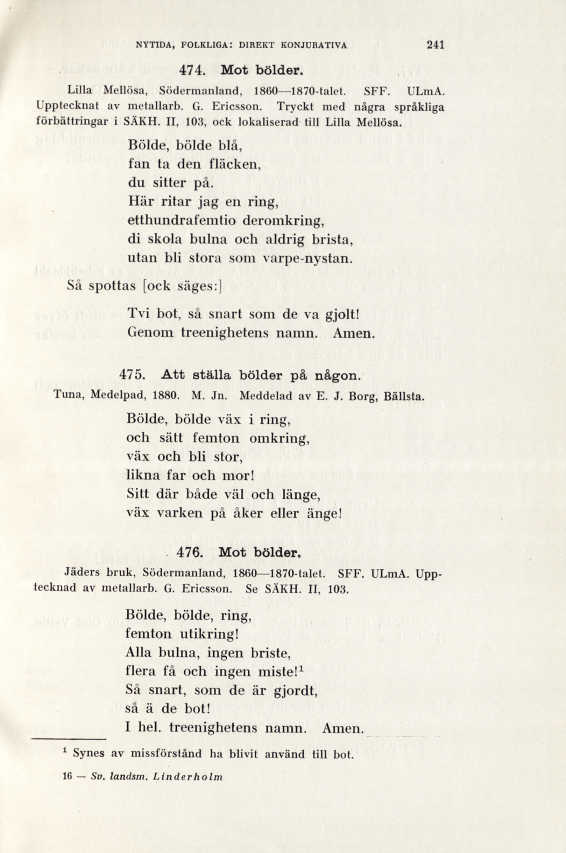 NYTIDA, FOLKLIGA: DIREKT KONJURATIVA 241
474. Mot bölder.
Lilla Mellösa, Södermanland, 1860—1870-talet. SFF. ULmA.
Upptecknat av metallarb. G. Ericsson. Tryckt med några språkliga
förbättringar i SÄKH. II, 103, ock lokaliserad till Lilla Mellösa.
Bölde, bölde blå,
fan ta den fläcken,
du sitter på.
Här ritar jag en ring,
etthundrafemtio deromkring,
di skola bulna och aldrig brista,
utan bli stora som varpe-nystan.
Så spottas [ock säges:]
Tvi bot, så snart som de va gjolt!
Genom treenighetens namn. Amen.
475. Att ställa bölder på någon.
Tuna, Medelpad, 1880. M. Jn. Meddelad av E. J. Borg, Bällsta.
Bölde, bölde väx i ring,
och sätt femton omkring,
väx och bli stor,
likna far och mor!
Sitt där både väl och länge,
väx varken på åker eller änge!
476. Mot bölder.
Jäders bruk, Södermanland, 1860—1870-talet. SFF. ULmA. Upp-
tecknad av metallarb. G. Ericsson. Se SÄKH. II, 103.
Bölde, bölde, ring,
femton utikring!
Alla bulna, ingen briste,
flera få och ingen miste!¹
Så snart, som de är gjordt,
så ä de bot!
I hel. treenighetens namn. Amen.
¹ Synes av missförstånd ha blivit använd till bot.
16 — Sv. landsm. Linderholm